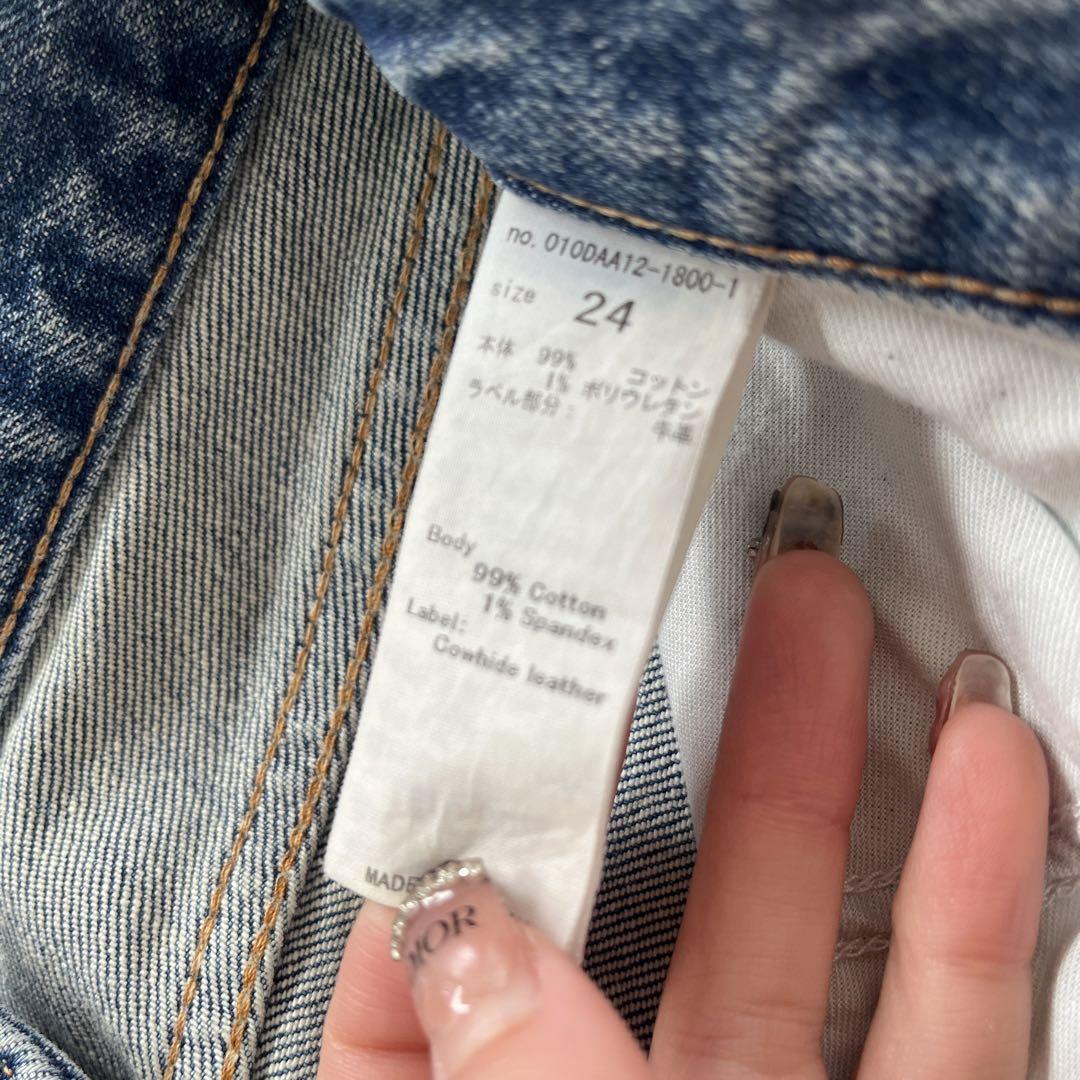 no. 010DAA12-1800-1
size 24
本体 99% コットン
1% ポリウレタン
ラベル部分: 牛革
Body
99% Cotton
1% Spandex
Label:
Cowhide leather
MADE